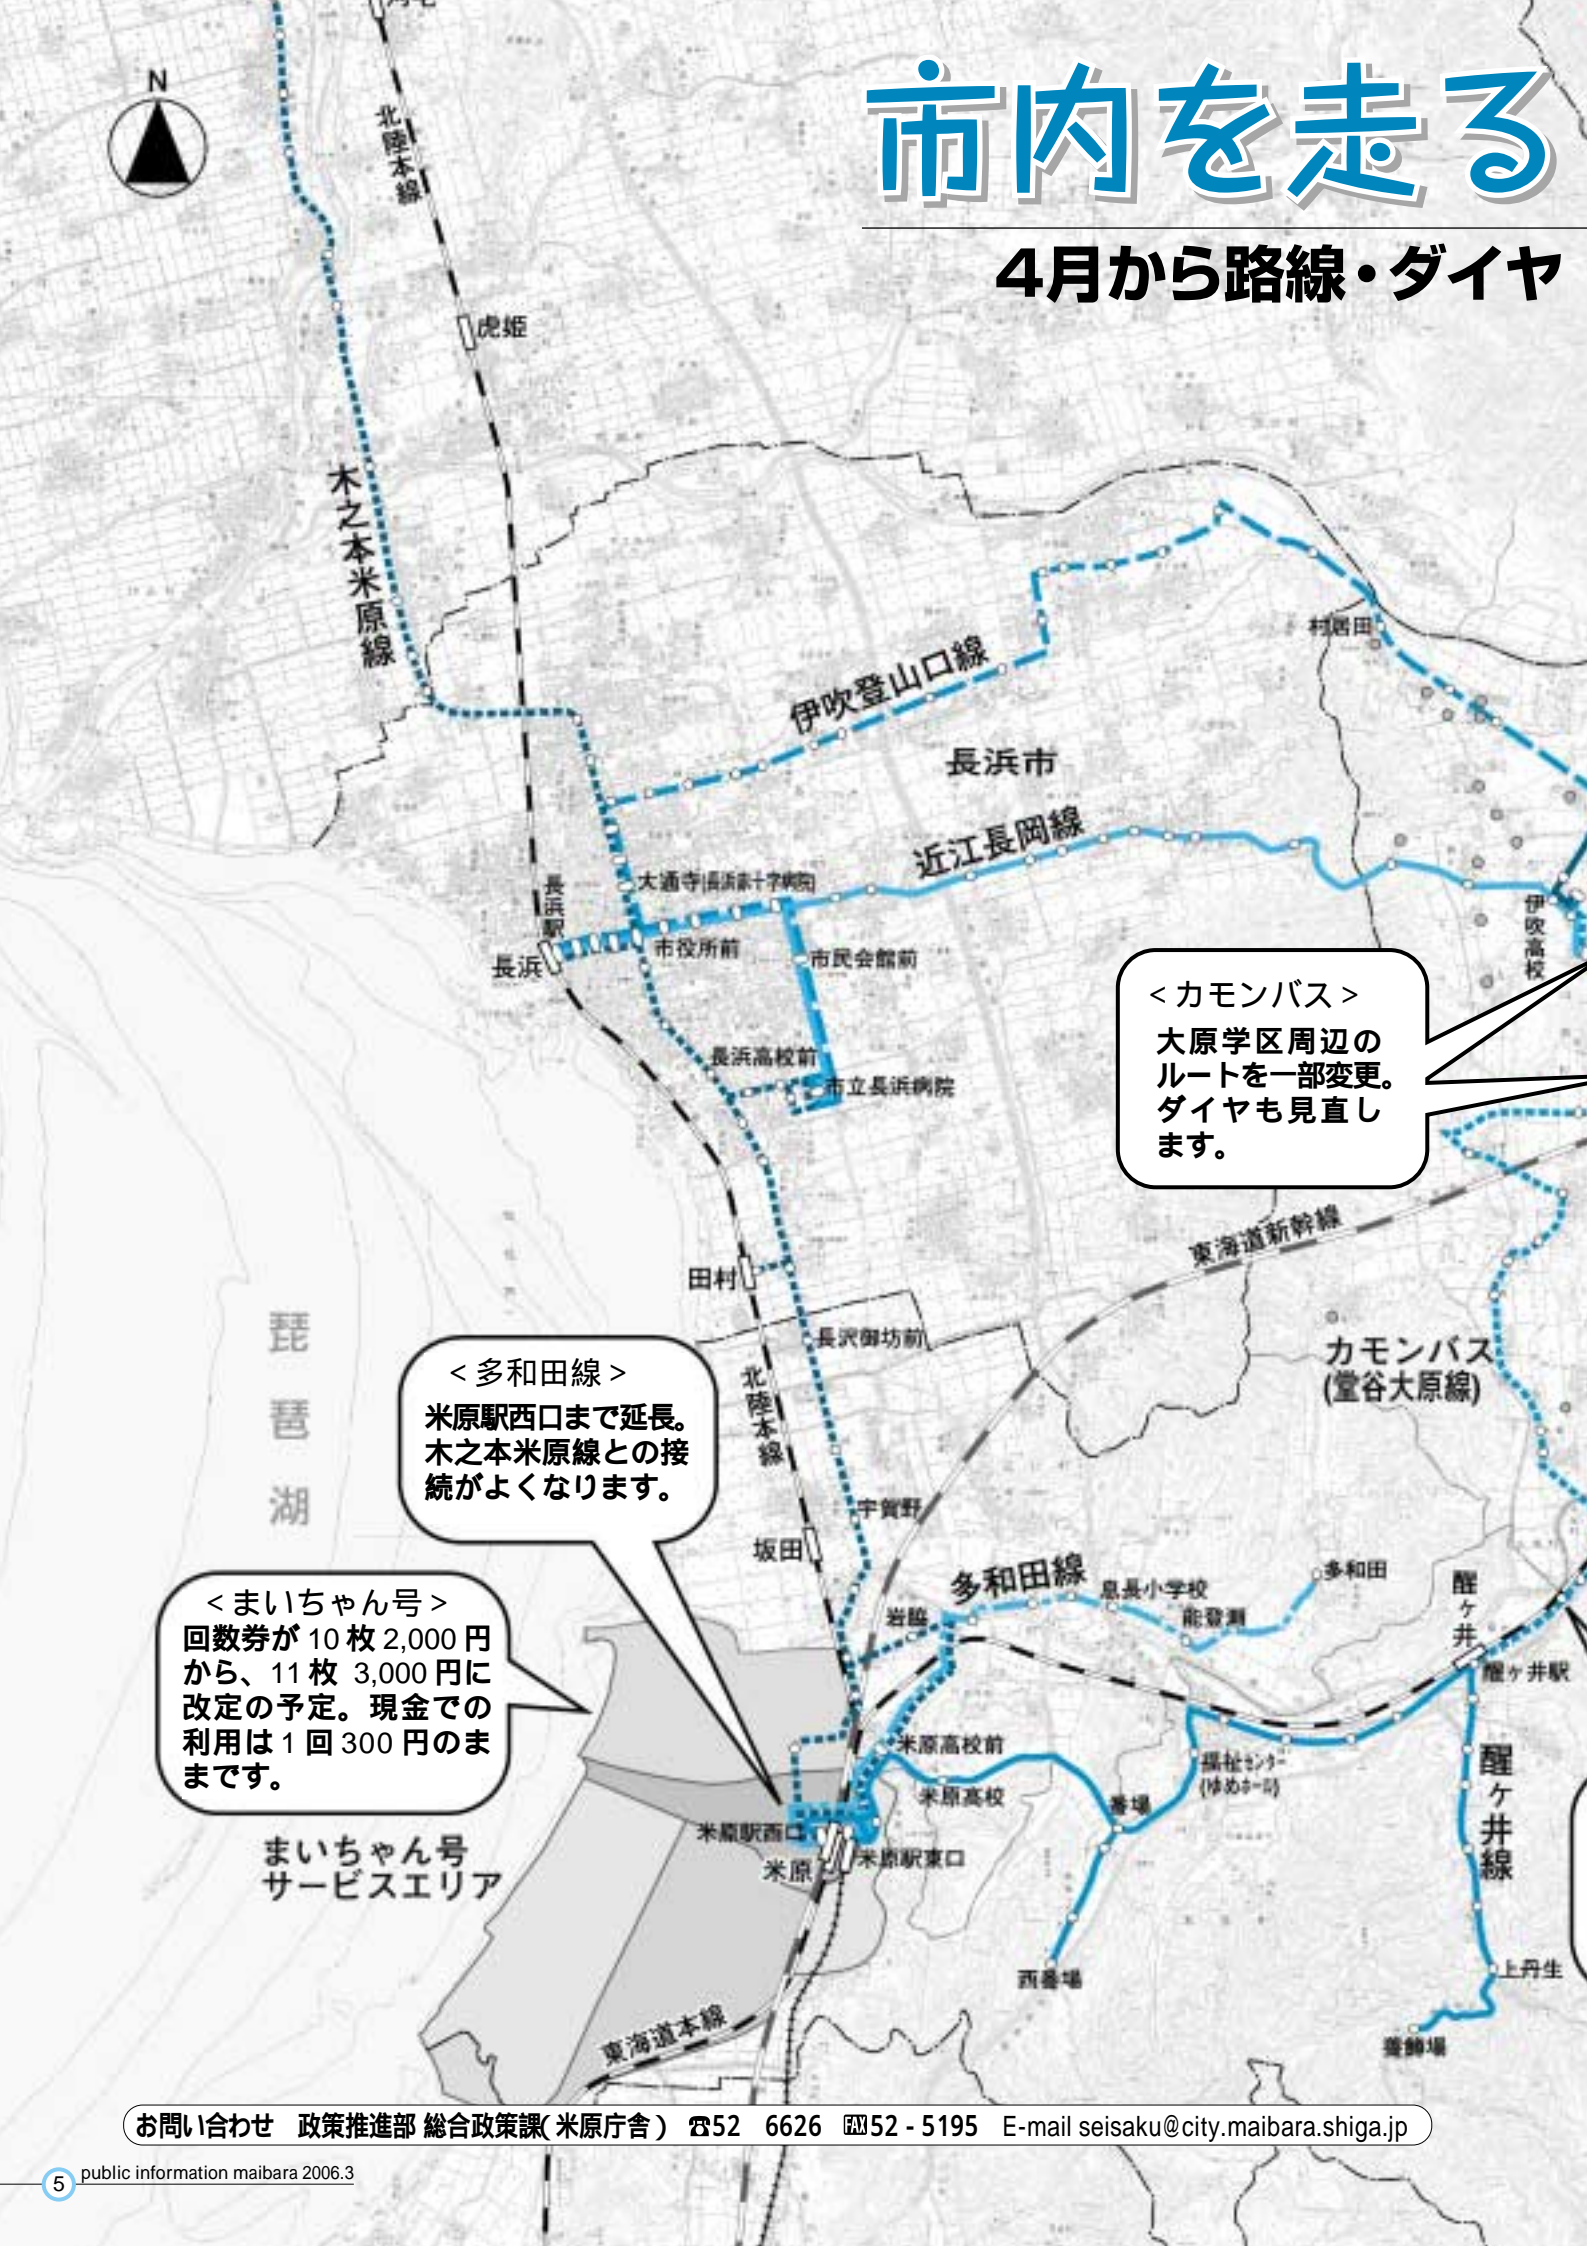 市内を走る
4月から路線・ダイヤ
N
北陸本線
虎姫
木之本米原線
村居田
伊吹登山口線
長浜市
近江長岡線
大通寺(長浜赤十字病院)
長浜駅
長浜
市役所前
市民会館前
伊吹高校
<カモンバス>
大原学区周辺の
ルートを一部変更。
ダイヤも見直し
ます。
長浜高校前
市立長浜病院
東海道新幹線
田村
長沢御坊前
カモンバス
(堂谷大原線)
琵琶湖
<多和田線>
米原駅西口まで延長。
木之本米原線との接
続がよくなります。
北陸本線
宇賀野
坂田
多和田線
息長小学校
多和田
能登瀬
岩脇
醒ヶ井
醒ヶ井駅
<まいちゃん号>
回数券が10枚2,000円
から、11枚 3,000円に
改定の予定。現金での
利用は1回300円のま
まです。
米原高校前
米原高校
福祉センター
(ゆめホール)
番場
醒ヶ井線
米原駅西口
米原
米原駅東口
まいちゃん号
サービスエリア
西番場
上丹生
養鱒場
東海道本線
お問い合わせ 政策推進部 総合政策課(米原庁舎) ☎52 6626 FAX52-5195 E-mail seisaku@city.maibara.shiga.jp
5 public information maibara 2006.3